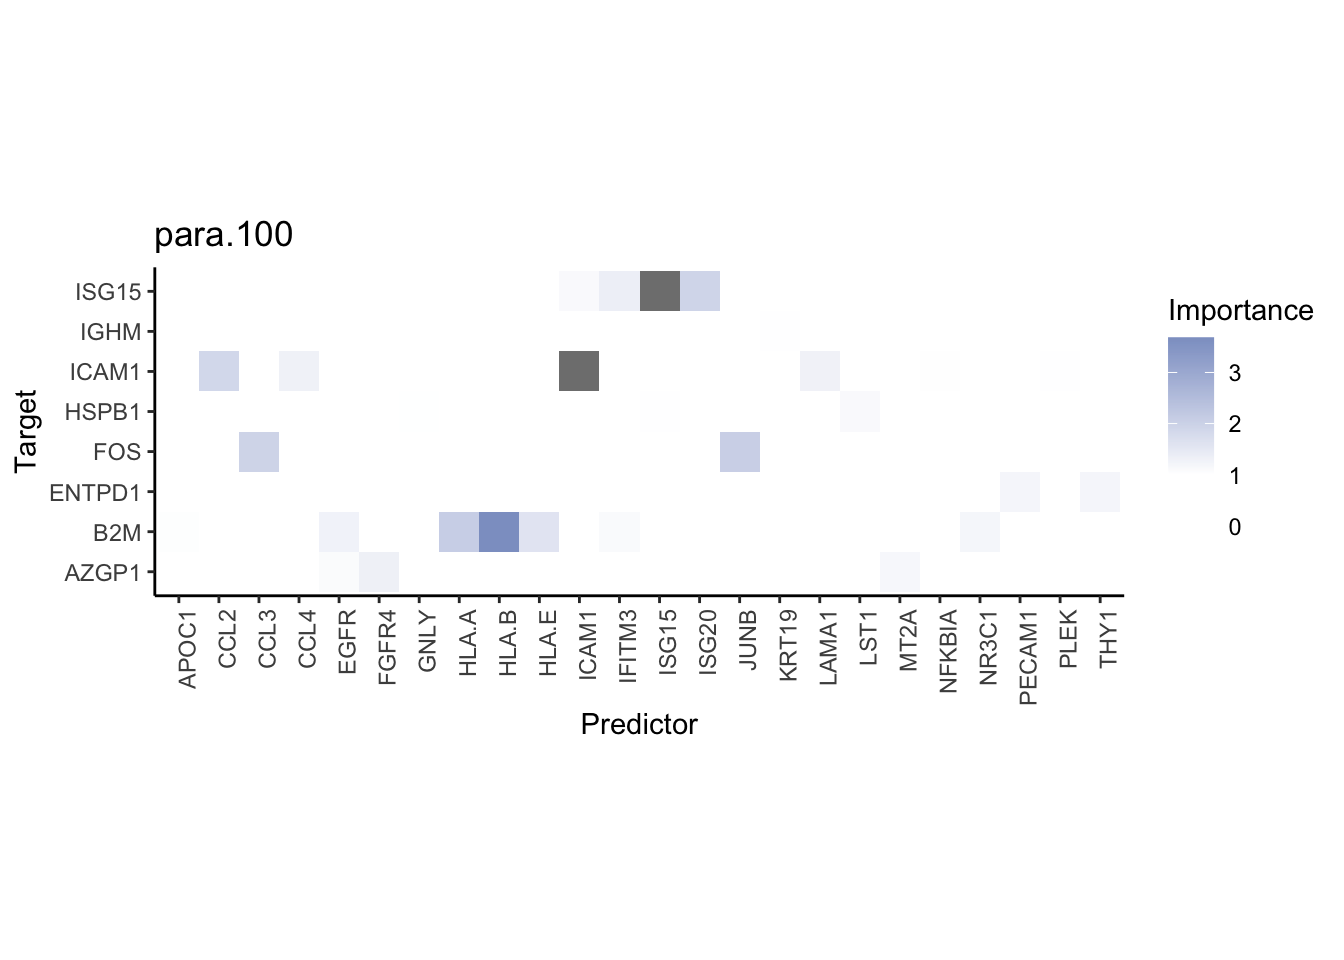 para.100
Importance
3
2
1
0
Target
ISG15
IGHM
ICAM1
HSPB1
FOS
ENTPD1
B2M
AZGP1
APOC1
CCL2
CCL3
CCL4
EGFR
FGFR4
GNLY
HLA.A
HLA.B
HLA.E
ICAM1
IFITM3
ISG15
ISG20
JUNB
KRT19
LAMA1
LST1
MT2A
NFKBIA
NR3C1
PECAM1
PLEK
THY1
Predictor